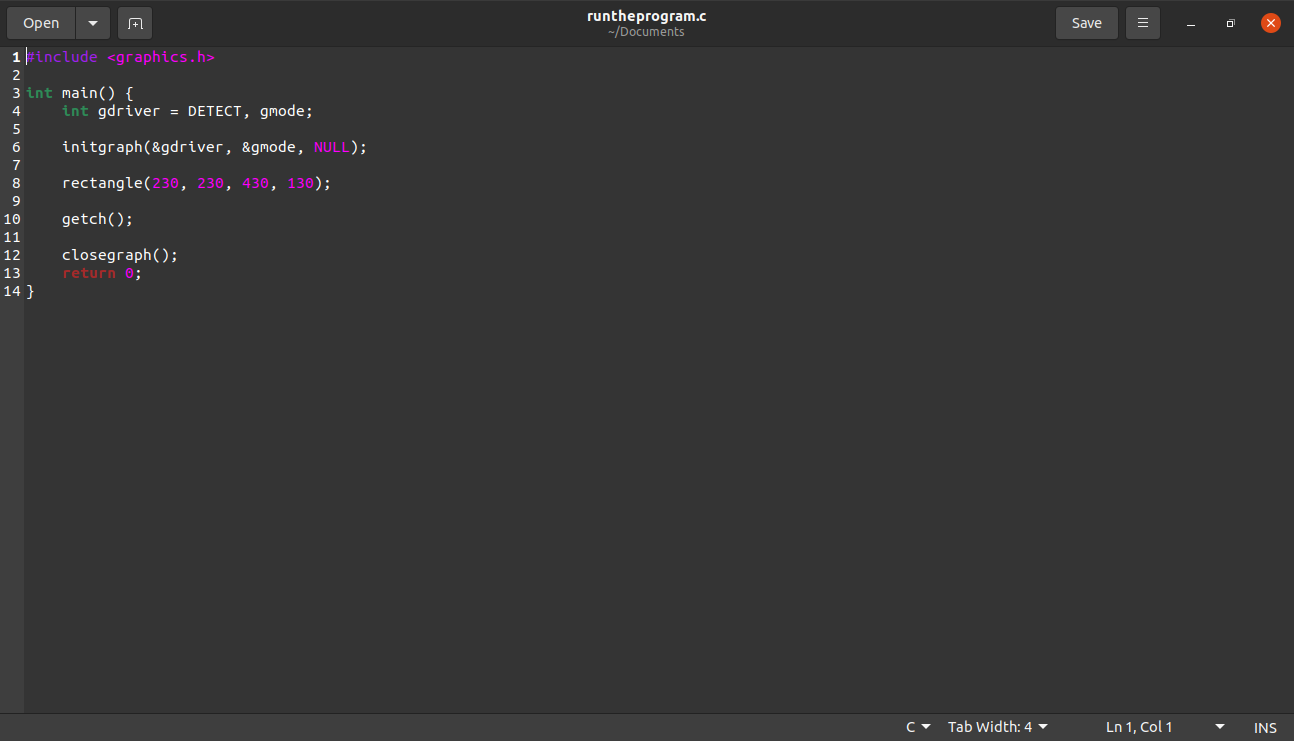 Open
runtheprogram.c
~/Documents
Save
1 #include <graphics.h>
2
3 int main() {
4     int gdriver = DETECT, gmode;
5
6     initgraph(&gdriver, &gmode, NULL);
7
8     rectangle(230, 230, 430, 130);
9
10     getch();
11
12     closegraph();
13     return 0;
14 }
C Tab Width: 4 Ln 1, Col 1 INS